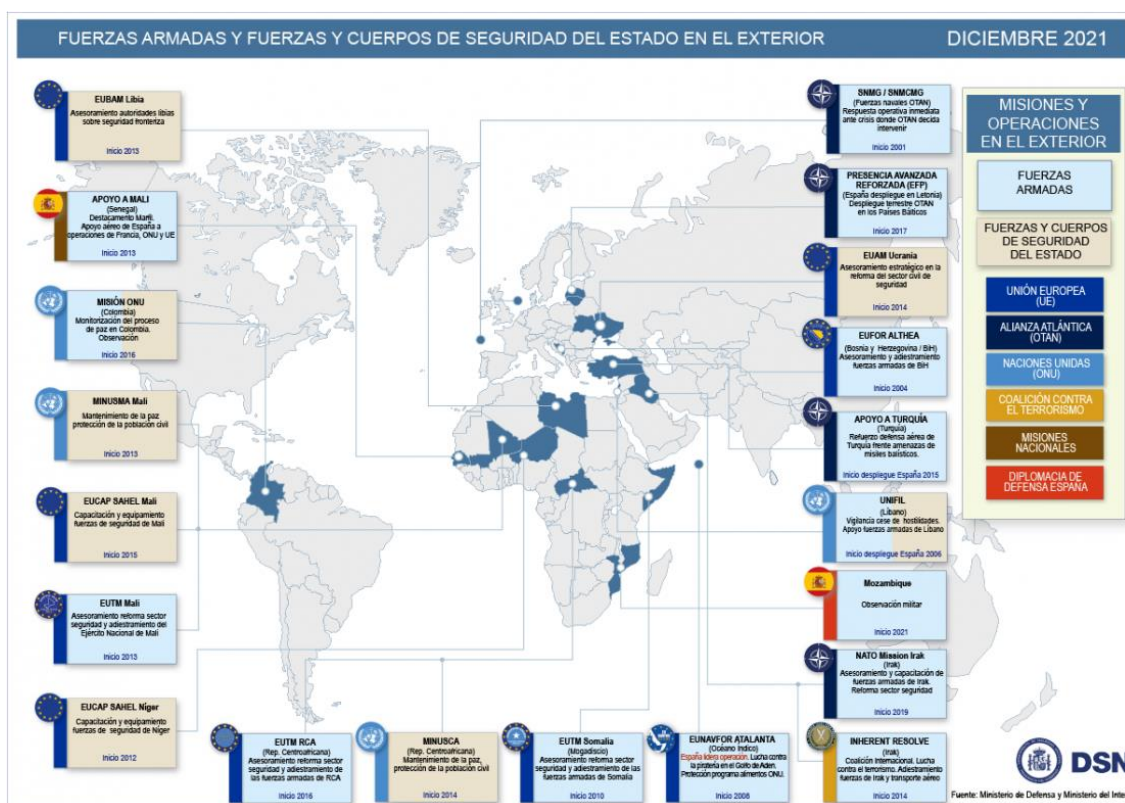 FUERZAS ARMADAS Y FUERZAS Y CUERPOS DE SEGURIDAD DEL ESTADO EN EL EXTERIOR
DICIEMBRE 2021
EUBAM Libia
Asesoramiento autoridades libias
sobre seguridad fronteriza
Inicio 2013
APOYO A MALI
(Senegal)
Destacamento Marfil.
Apoyo aéreo de España a
operaciones de Francia, ONU y UE
Inicio 2013
MISIÓN ONU
(Colombia)
Monitorización del proceso
de paz en Colombia.
Observación
Inicio 2016
MINUSMA Mali
Mantenimiento de la paz
protección de la población civil
Inicio 2013
EUCAP SAHEL Mali
Capacitación y equipamiento
fuerzas de seguridad de Mali
Inicio 2015
EUTM Mali
Asesoramiento reforma sector
seguridad y adiestramiento del
Ejército Nacional de Mali
Inicio 2013
EUCAP SAHEL Níger
Capacitación y equipamiento
fuerzas de seguridad de Níger
Inicio 2012
EUTM RCA
(Rep. Centroafricana)
Asesoramiento reforma sector
seguridad y adiestramiento de
las fuerzas armadas de RCA
Inicio 2016
MINUSCA
(Rep. Centroafricana)
Mantenimiento de la paz,
protección de la población civil
Inicio 2014
EUTM Somalia
(Mogadiscio)
Asesoramiento reforma sector
seguridad y adiestramiento de las
fuerzas armadas de Somalia
Inicio 2010
EUNAVFOR ATALANTA
(Océano Índico)
España lidera operación. Lucha contra
la piratería en el Golfo de Aden.
Protección programa alimentos ONU.
Inicio 2008
SNMG / SNMCMG
(Fuerzas navales OTAN)
Respuesta operativa inmediata
ante crisis donde OTAN decida
intervenir
Inicio 2001
PRESENCIA AVANZADA
REFORZADA (EFP)
(España despliegue en Letonia)
Despliegue terrestre OTAN
en los Países Bálticos
Inicio 2017
EUAM Ucrania
Asesoramiento estratégico en la
reforma del sector civil de
seguridad
Inicio 2014
EUFOR ALTHEA
(Bosnia y Herzegovina / BiH)
Asesoramiento y adiestramiento
fuerzas armadas de BiH
Inicio 2004
APOYO A TURQUÍA
(Turquía)
Refuerzo defensa aérea de
Turquía frente amenazas de
misiles balísticos.
Inicio despliegue España 2015
UNIFIL
(Líbano)
Vigilancia cese de hostilidades.
Apoyo fuerzas armadas de Líbano
Inicio despliegue España 2006
Mozambique
Observación militar
Inicio 2021
NATO Mission Irak
(Irak)
Asesoramiento y capacitación de
fuerzas armadas de Irak.
Reforma sector seguridad
Inicio 2019
INHERENT RESOLVE
(Irak)
Coalición Internacional. Lucha
contra el terrorismo. Adiestramiento
fuerzas de Irak y transporte aéreo
Inicio 2014
MISIONES Y
OPERACIONES
EN EL EXTERIOR
FUERZAS
ARMADAS
FUERZAS Y CUERPOS
DE SEGURIDAD
DEL ESTADO
UNIÓN EUROPEA
(UE)
ALIANZA ATLÁNTICA
(OTAN)
NACIONES UNIDAS
(ONU)
COALICIÓN CONTRA
EL TERRORISMO
MISIONES
NACIONALES
DIPLOMACIA DE
DEFENSA ESPAÑA
DSN
Fuente: Ministerio de Defensa y Ministerio del Inte